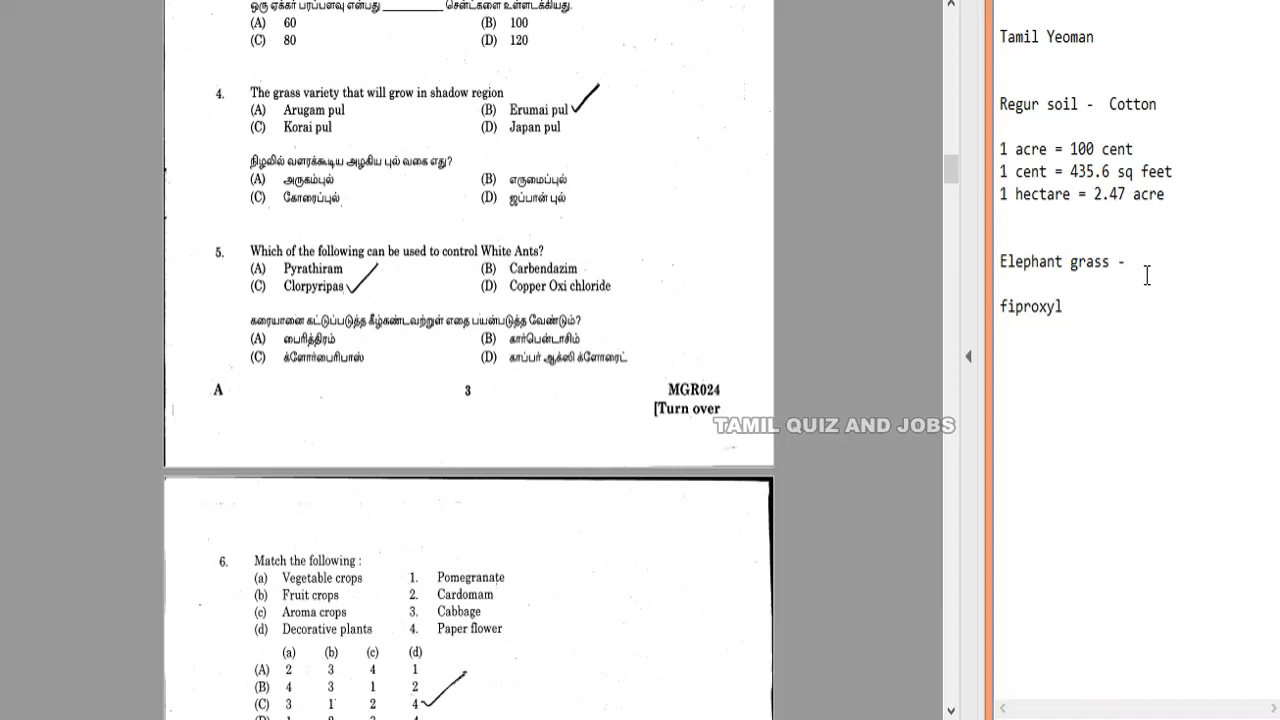 ஒரு ஏக்கர் பரப்பளவு என்பது ________ சென்ட்களை உள்ளடக்கியது.
(A) 60 (B) 100
(C) 80 (D) 120
4. The grass variety that will grow in shadow region
(A) Arugam pul (B) Erumai pul
(C) Korai pul (D) Japan pul
நிழலில் வளரக்கூடிய அழகிய புல் வகை எது?
(A) அருகம்புல் (B) எருமைப்புல்
(C) கோரைப்புல் (D) ஜப்பான் புல்
5. Which of the following can be used to control White Ants?
(A) Pyrathiram (B) Carbendazim
(C) Clorpyripas (D) Copper Oxi chloride
கரையானை கட்டுப்படுத்த கீழ்கண்டவற்றுள் எதை பயன்படுத்த வேண்டும்?
(A) பைரித்திரம் (B) கார்பென்டாசிம்
(C) க்ளோர்பைரிபாஸ் (D) காப்பர் ஆக்ஸி க்ளோரைட்
A 3 MGR024
[Turn over
TAMIL QUIZ AND JOBS
6. Match the following :
(a) Vegetable crops 1. Pomegranate
(b) Fruit crops 2. Cardomam
(c) Aroma crops 3. Cabbage
(d) Decorative plants 4. Paper flower
(a) (b) (c) (d)
(A) 2 3 4 1
(B) 4 3 1 2
(C) 3 1 2 4
Tamil Yeoman
Regur soil - Cotton
1 acre = 100 cent
1 cent = 435.6 sq feet
1 hectare = 2.47 acre
Elephant grass -
fiproxyl